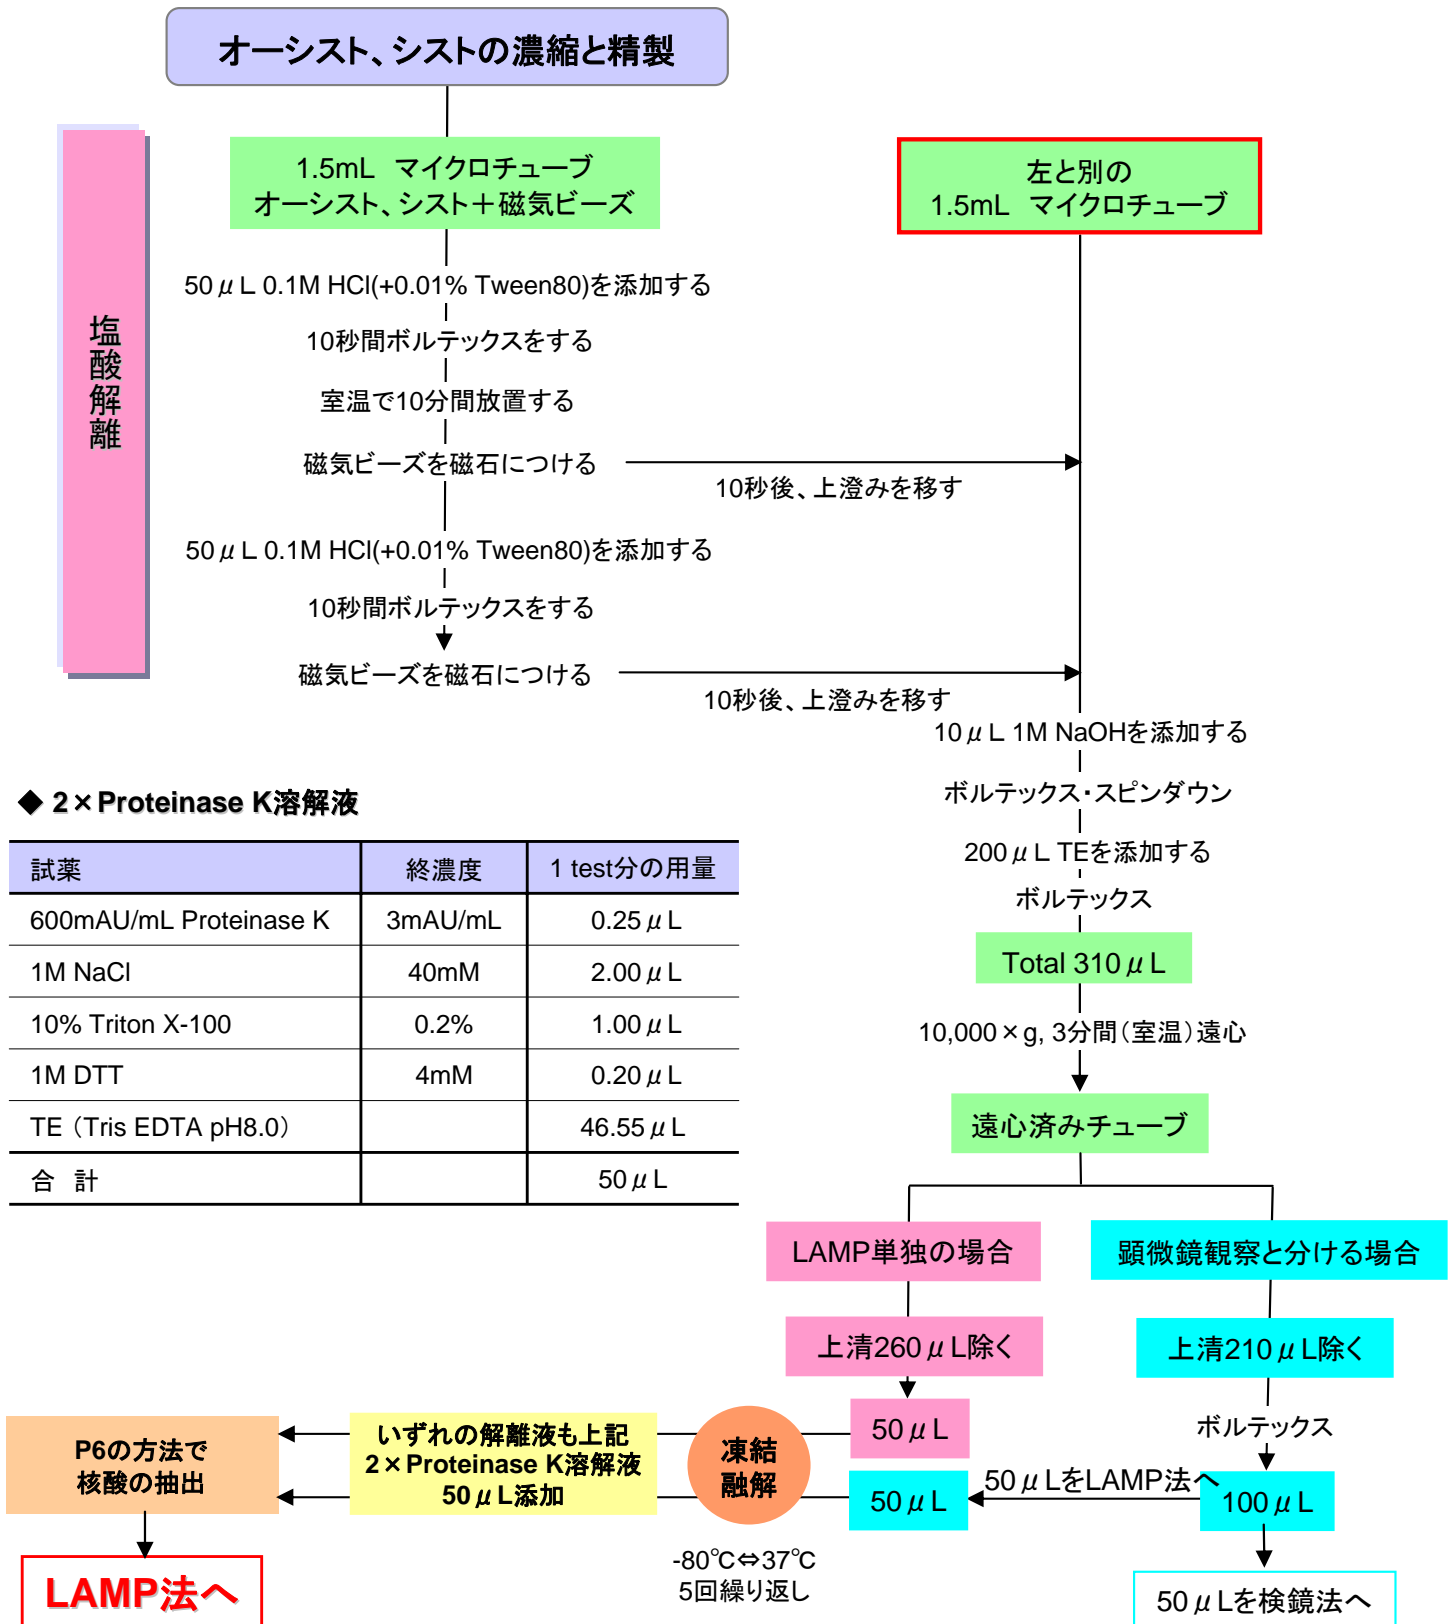 オーシスト、シストの濃縮と精製
塩酸解離
1.5mL マイクロチューブ
オーシスト、シスト＋磁気ビーズ
左と別の
1.5mL マイクロチューブ
50μL 0.1M HCl(+0.01% Tween80)を添加する
10秒間ボルテックスをする
室温で10分間放置する
磁気ビーズを磁石につける
10秒後、上澄みを移す
50μL 0.1M HCl(+0.01% Tween80)を添加する
10秒間ボルテックスをする
磁気ビーズを磁石につける
10秒後、上澄みを移す
10μL 1M NaOHを添加する
ボルテックス・スピンダウン
200μL TEを添加する
ボルテックス
Total 310μL
10,000×g, 3分間（室温）遠心
遠心済みチューブ
◆ 2×Proteinase K溶解液
試薬 終濃度 1 test分の用量
600mAU/mL Proteinase K 3mAU/mL 0.25μL
1M NaCl 40mM 2.00μL
10% Triton X-100 0.2% 1.00μL
1M DTT 4mM 0.20μL
TE（Tris EDTA pH8.0） 46.55μL
合 計 50μL
LAMP単独の場合
顕微鏡観察と分ける場合
上清260μL除く
上清210μL除く
50μL
ボルテックス
100μL
50μLをLAMP法へ
50μL
50μLを検鏡法へ
凍結
融解
-80℃⇔37℃
5回繰り返し
いずれの解離液も上記
2×Proteinase K溶解液
50μL添加
P6の方法で
核酸の抽出
LAMP法へ